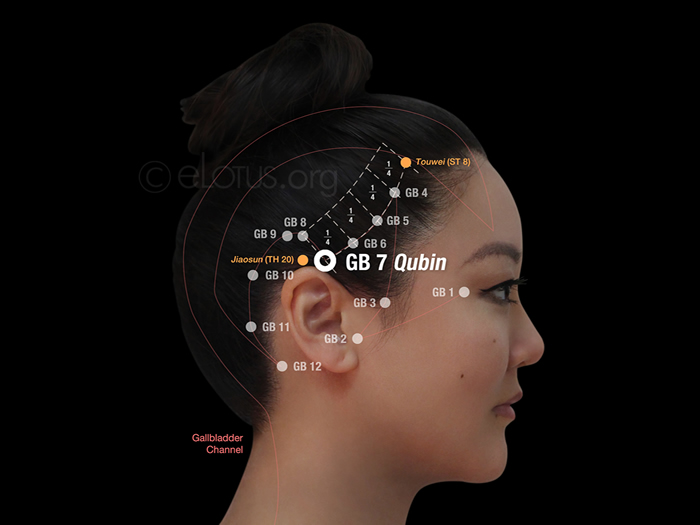 Touwei (ST 8)
© eLotus.org
1
4
1
4
GB 4
1
4
GB 8
GB 5
GB 9
1
4
GB 6
Jiaosun (TH 20)
GB 7 Qubin
GB 10
GB 1
GB 3
GB 11
GB 2
GB 12
Gallbladder
Channel